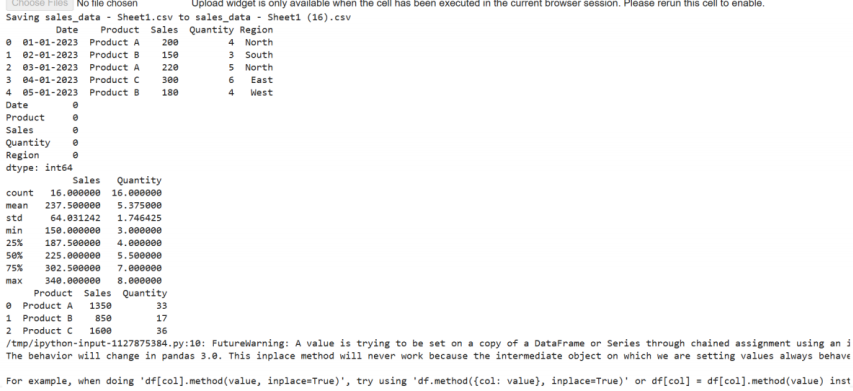 Choose Files No file chosen Upload widget is only available when the cell has been executed in the current browser session. Please rerun this cell to enable.
Saving sales_data - Sheet1.csv to sales_data - Sheet1 (16).csv
Date Product Sales Quantity Region
0 01-01-2023 Product A 200 4 North
1 02-01-2023 Product B 150 3 South
2 03-01-2023 Product A 220 5 North
3 04-01-2023 Product C 300 6 East
4 05-01-2023 Product B 180 4 West
Date 0
Product 0
Sales 0
Quantity 0
Region 0
dtype: int64
Sales Quantity
count 16.000000 16.000000
mean 237.500000 5.375000
std 64.031242 1.746425
min 150.000000 3.000000
25% 187.500000 4.000000
50% 225.000000 5.500000
75% 302.500000 7.000000
max 340.000000 8.000000
Product Sales Quantity
0 Product A 1350 33
1 Product B 850 17
2 Product C 1600 36
/tmp/ipython-input-1127875384.py:10: FutureWarning: A value is trying to be set on a copy of a DataFrame or Series through chained assignment using an i
The behavior will change in pandas 3.0. This inplace method will never work because the intermediate object on which we are setting values always behave
For example, when doing 'df[col].method(value, inplace=True)', try using 'df.method({col: value}, inplace=True)' or df[col] = df[col].method(value) inst